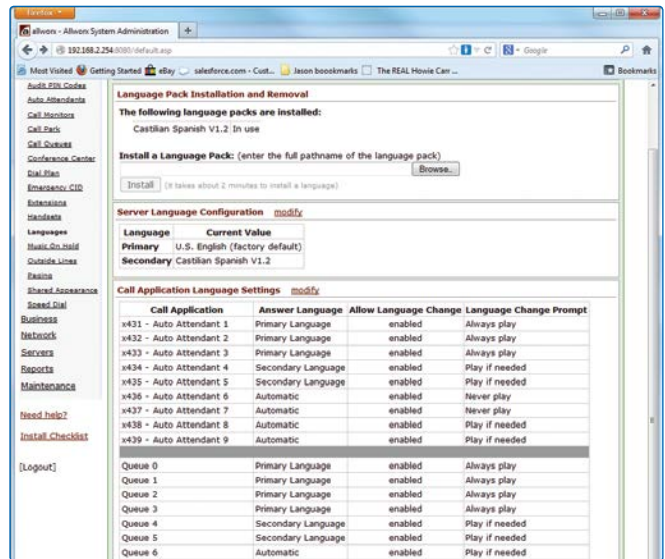 Firefox
allworx - Allworx System Administration
192.168.2.254:8080/default.asp
Google
Most Visited Getting Started eBay salesforce.com - Cust... Jason boookmarks The REAL Howie Carr ... Bookmarks
Audit PIN Codes
Auto Attendants
Call Monitors
Call Park
Call Queues
Conference Center
Dial Plan
Emergency CID
Extensions
Handsets
Languages
Music On Hold
Outside Lines
Paging
Shared Appearance
Speed Dial
Business
Network
Servers
Reports
Maintenance
Need help?
Install Checklist
[Logout]
Language Pack Installation and Removal
The following language packs are installed:
Castilian Spanish V1.2 In use
Install a Language Pack: (enter the full pathname of the language pack)
Browse..
Install (It takes about 2 minutes to install a language)
Server Language Configuration modify
Language Current Value
Primary U.S. English (factory default)
Secondary Castilian Spanish V1.2
Call Application Language Settings modify
Call Application Answer Language Allow Language Change Language Change Prompt
x431 - Auto Attendant 1 Primary Language enabled Always play
x432 - Auto Attendant 2 Primary Language enabled Always play
x433 - Auto Attendant 3 Primary Language enabled Always play
x434 - Auto Attendant 4 Secondary Language enabled Play if needed
x435 - Auto Attendant 5 Secondary Language enabled Play if needed
x436 - Auto Attendant 6 Automatic enabled Never play
x437 - Auto Attendant 7 Automatic enabled Never play
x438 - Auto Attendant 8 Automatic enabled Play if needed
x439 - Auto Attendant 9 Automatic enabled Play if needed
Queue 0 Primary Language enabled Always play
Queue 1 Primary Language enabled Always play
Queue 2 Primary Language enabled Always play
Queue 3 Primary Language enabled Always play
Queue 4 Secondary Language enabled Play if needed
Queue 5 Secondary Language enabled Play if needed
Queue 6 Automatic enabled Play if needed